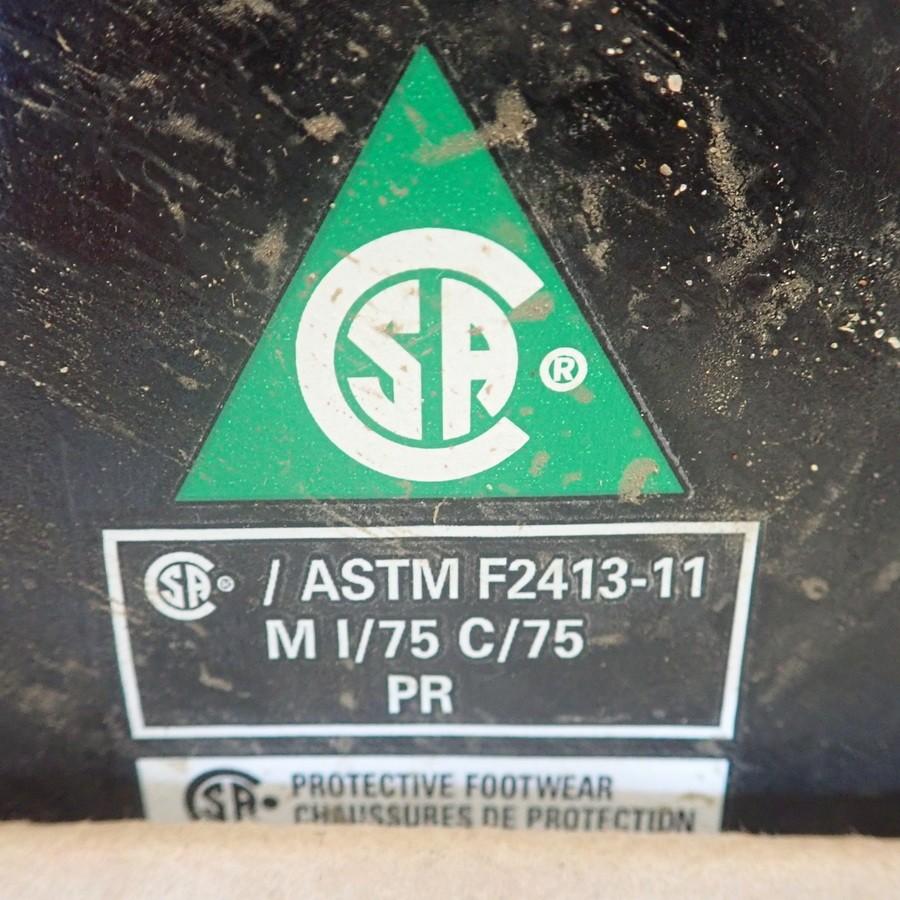 CSA ®
CSA ® / ASTM F2413-11
M I/75 C/75
PR
CSA PROTECTIVE FOOTWEAR
CHAUSSURES DE PROTECTION